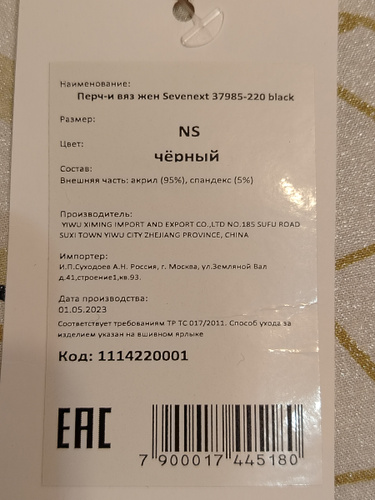 Наименование:
Перч-и вяз жен Sevenext 37985-220 black
Размер:
NS
Цвет:
чёрный
Состав:
Внешняя часть: акрил (95%), спандекс (5%)
Производитель:
YIWU XIMING IMPORT AND EXPORT CO.,LTD NO.185 SUFU ROAD
SUXI TOWN YIWU CITY ZHEJIANG PROVINCE, CHINA
Импортер:
И.П.Суходоев А.Н. Россия, г. Москва, ул.Земляной Вал
д.41,строение1,кв.93.
Дата производства:
01.05.2023
Соответствует требованиям ТР ТС 017/2011. Способ ухода за
изделием указан на вшивном ярлыке
Код: 1114220001
EAC
7 900017 445180